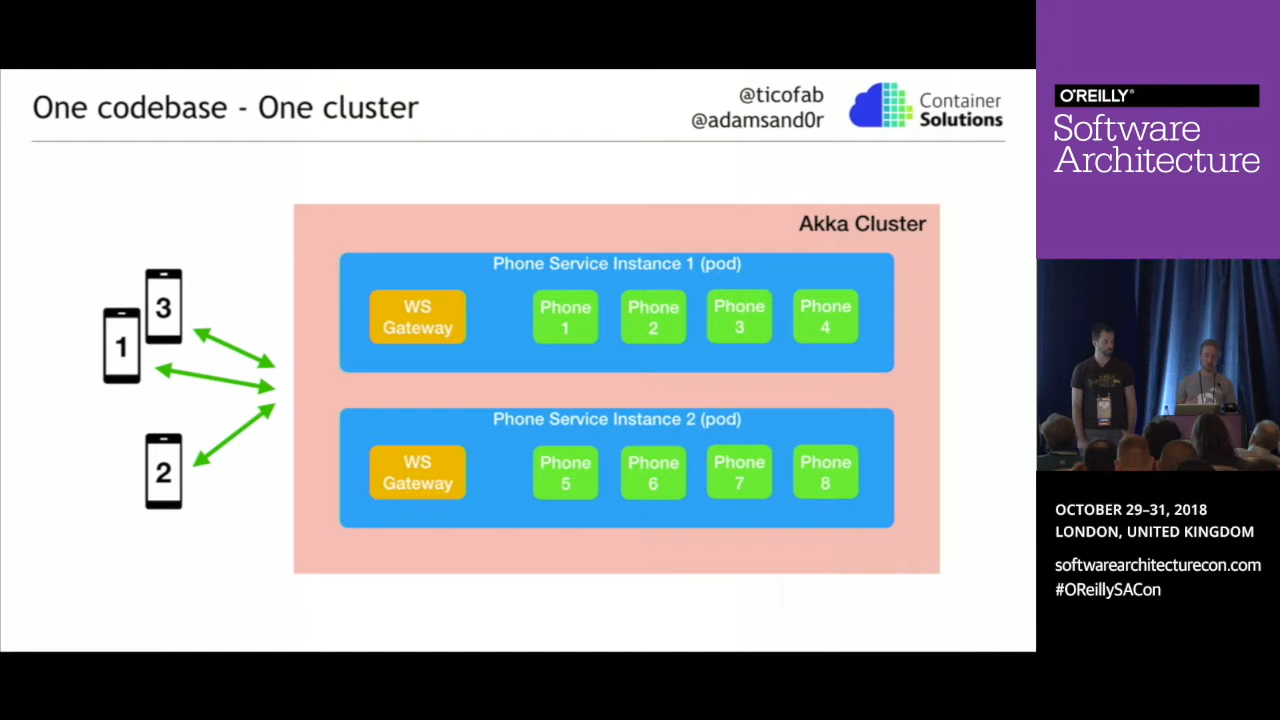 One codebase - One cluster
@ticofab
@adamsand0r
Container
Solutions
Akka Cluster
Phone Service Instance 1 (pod)
WS
Gateway
Phone
1
Phone
2
Phone
3
Phone
4
Phone Service Instance 2 (pod)
WS
Gateway
Phone
5
Phone
6
Phone
7
Phone
8
3
1
2
O'REILLY®
Software
Architecture
OCTOBER 29–31, 2018
LONDON, UNITED KINGDOM
softwarearchitecturecon.com
#OReillySACon